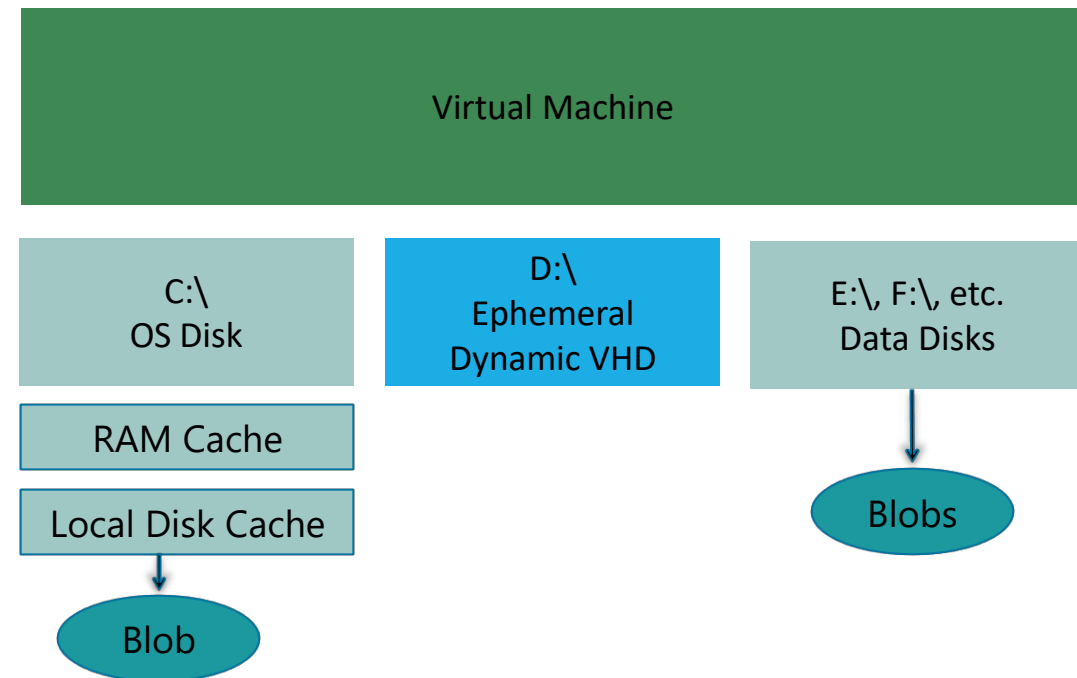 Virtual Machine
C:\
OS Disk
D:\
Ephemeral
Dynamic VHD
E:\, F:\, etc.
Data Disks
RAM Cache
Local Disk Cache
Blobs
Blob